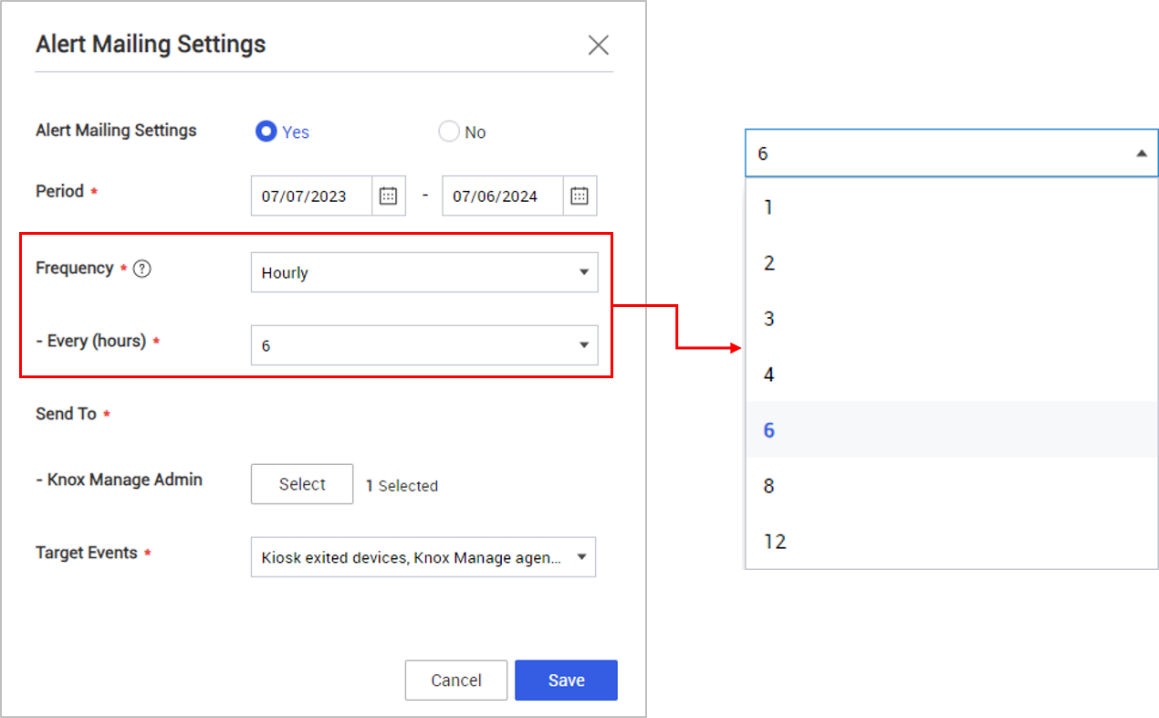 Alert Mailing Settings
Alert Mailing Settings Yes No
Period * 07/07/2023 - 07/06/2024
Frequency * ? Hourly
- Every (hours) * 6
Send To *
- Knox Manage Admin Select 1 Selected
Target Events * Kiosk exited devices, Knox Manage agen...
Cancel Save
6
1
2
3
4
6
8
12